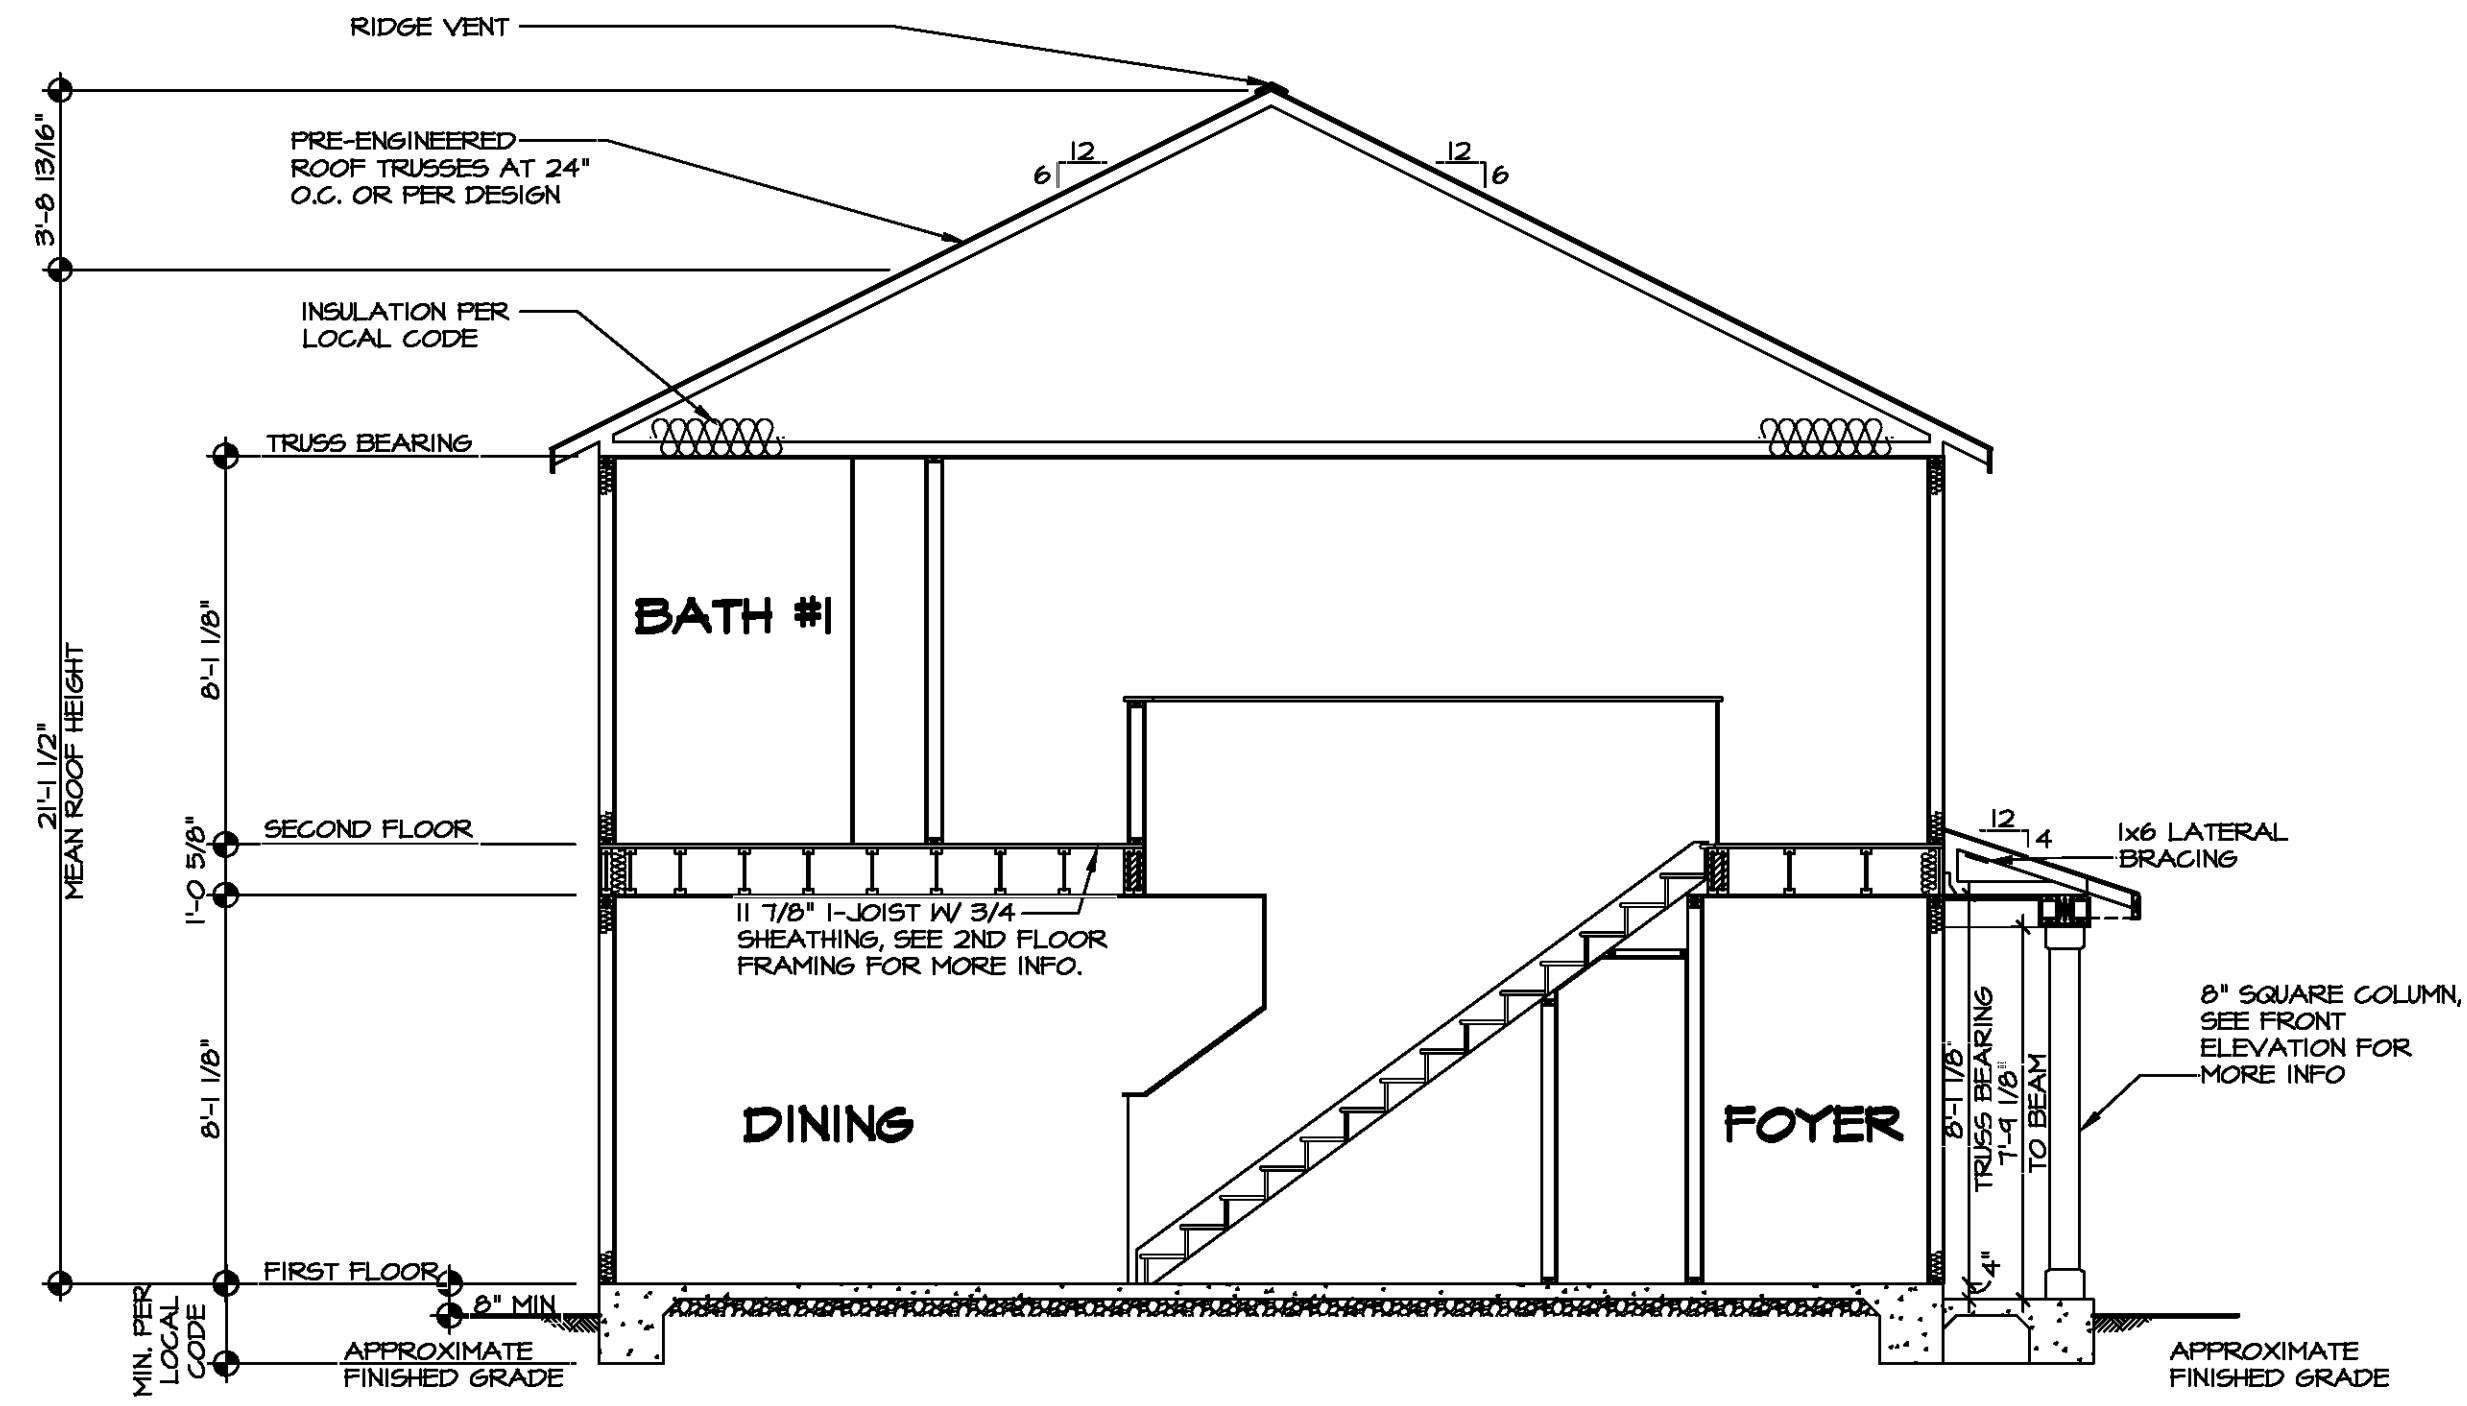 RIDGE VENT
3'-8 13/16"
PRE-ENGINEERED
ROOF TRUSSES AT 24"
O.C. OR PER DESIGN
12
6
12
6
INSULATION PER
LOCAL CODE
TRUSS BEARING
8'-1 1/8"
BATH #1
21'-1 1/2"
MEAN ROOF HEIGHT
SECOND FLOOR
1'-0 5/8"
12
4
1x6 LATERAL
BRACING
11 7/8" I-JOIST W/ 3/4
SHEATHING, SEE 2ND FLOOR
FRAMING FOR MORE INFO.
8'-1 1/8"
DINING
FOYER
8'-1 1/8"
TRUSS BEARING
7'-9 1/8"
TO BEAM
8" SQUARE COLUMN,
SEE FRONT
ELEVATION FOR
MORE INFO
FIRST FLOOR
4"
8" MIN
MIN. PER
LOCAL
CODE
APPROXIMATE
FINISHED GRADE
APPROXIMATE
FINISHED GRADE